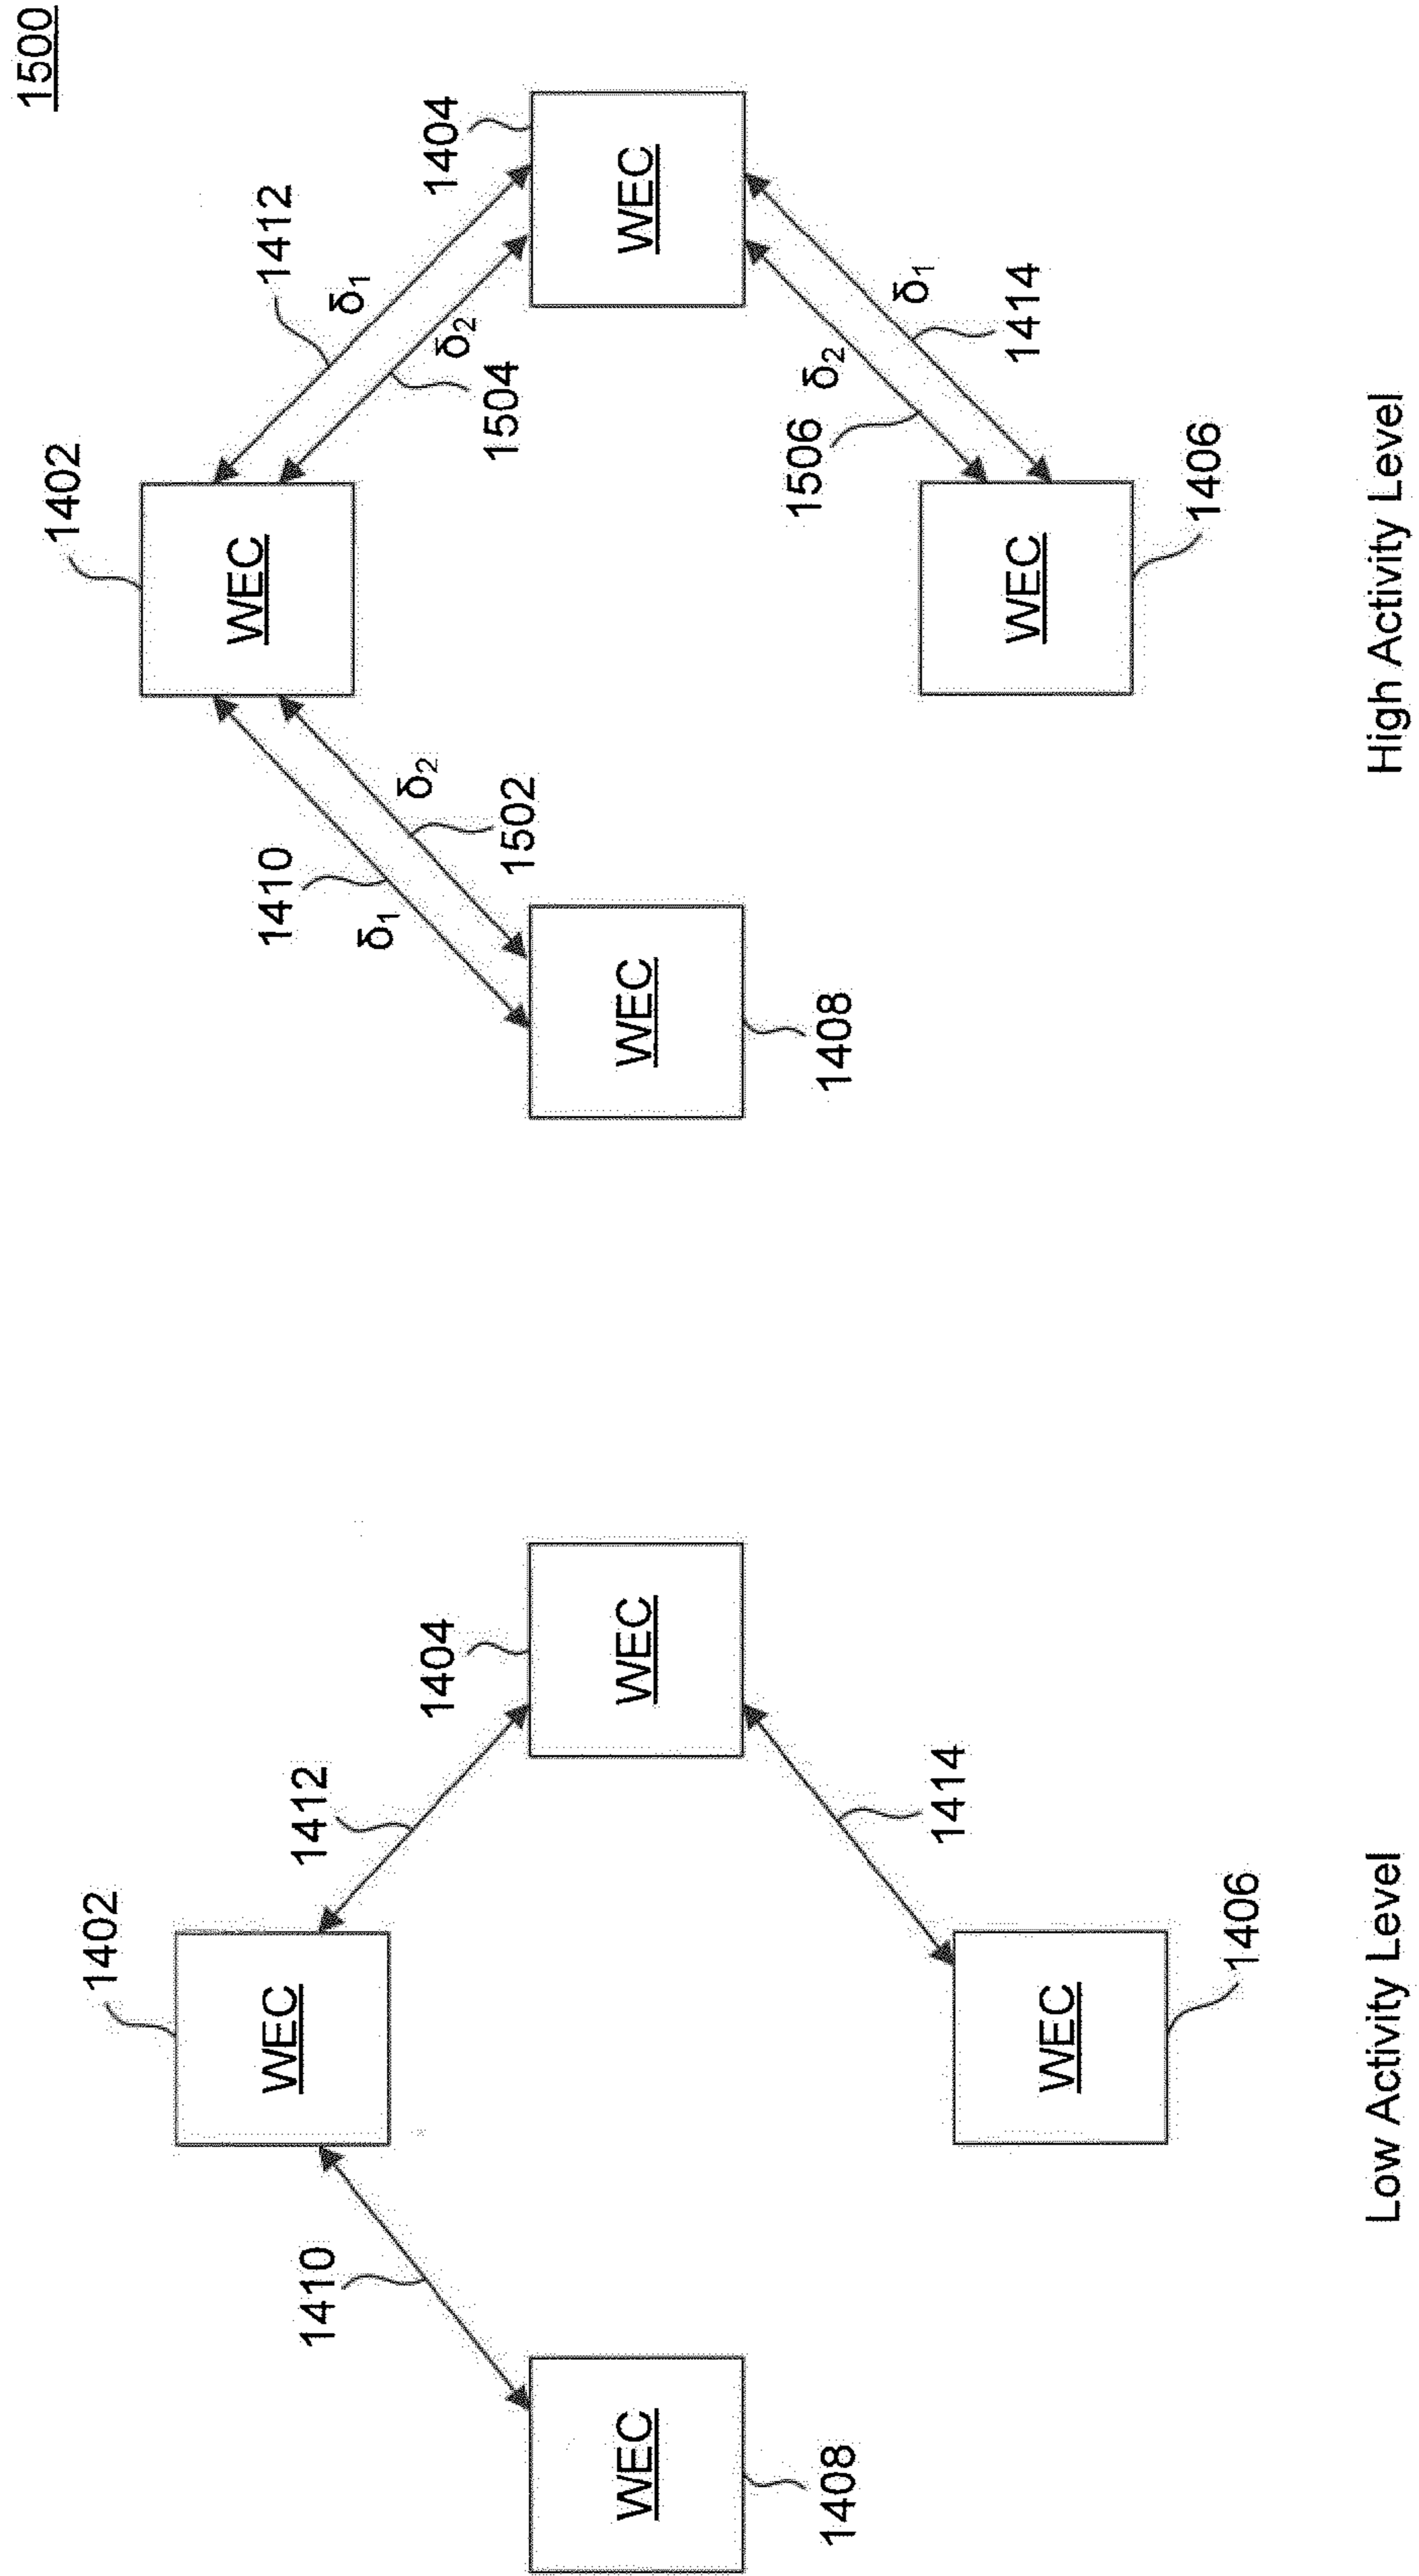 1500
1402
WEC
1410
1412
1404
WEC
WEC
1408
1414
WEC
1406
Low Activity Level
1402
WEC
1410
δ1
δ2
1502
1412
δ1
δ2
1504
1404
WEC
WEC
1408
1506
δ2
δ1
1414
WEC
1406
High Activity Level